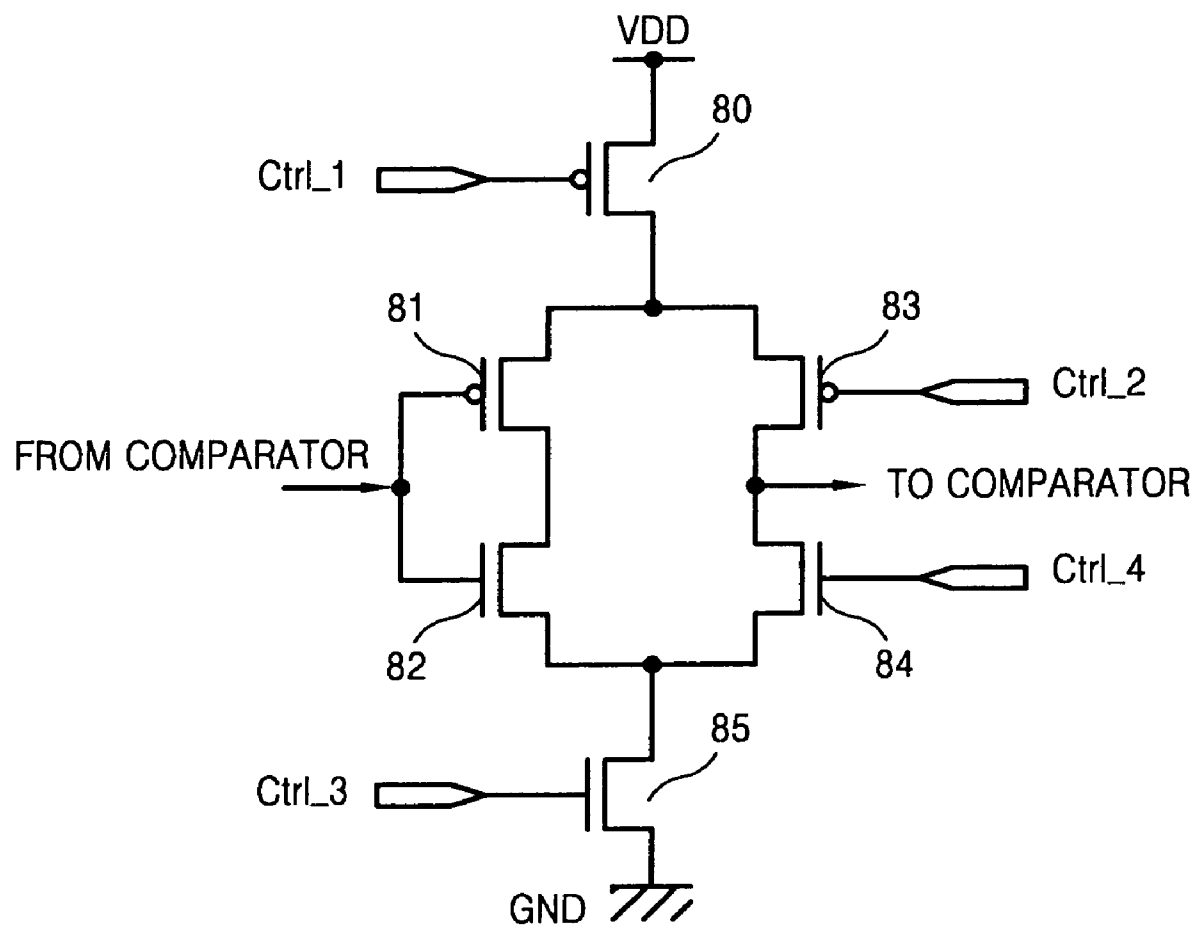 VDD
80
Ctrl_1
81
83
Ctrl_2
FROM COMPARATOR
TO COMPARATOR
Ctrl_4
82
84
85
Ctrl_3
GND